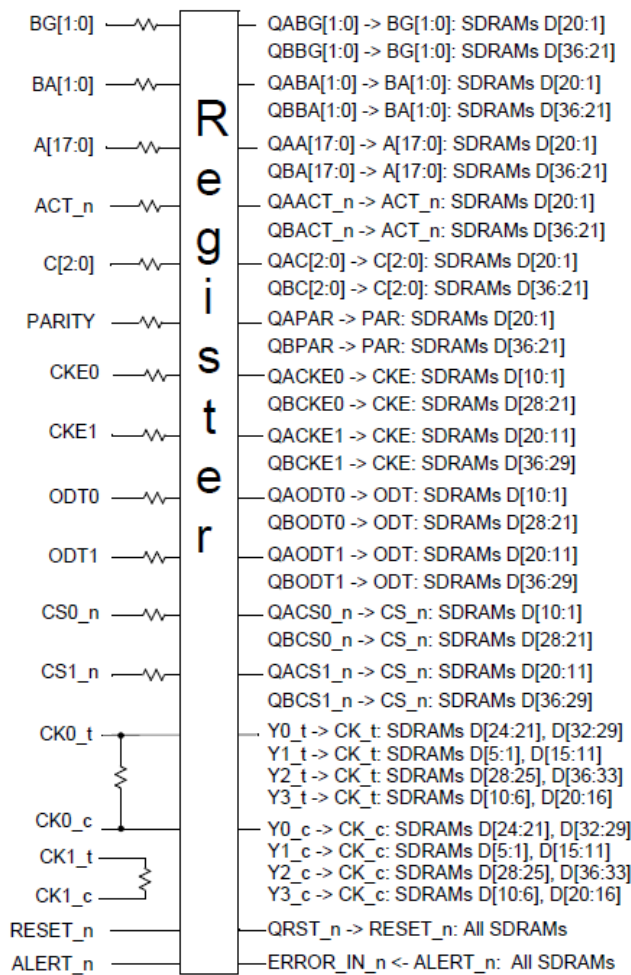 BG[1:0]
QABG[1:0] -> BG[1:0]: SDRAMs D[20:1]
QBBG[1:0] -> BG[1:0]: SDRAMs D[36:21]
BA[1:0]
QABA[1:0] -> BA[1:0]: SDRAMs D[20:1]
QBBA[1:0] -> BA[1:0]: SDRAMs D[36:21]
A[17:0]
QAA[17:0] -> A[17:0]: SDRAMs D[20:1]
QBA[17:0] -> A[17:0]: SDRAMs D[36:21]
ACT_n
QAACT_n -> ACT_n: SDRAMs D[20:1]
QBACT_n -> ACT_n: SDRAMs D[36:21]
C[2:0]
QAC[2:0] -> C[2:0]: SDRAMs D[20:1]
QBC[2:0] -> C[2:0]: SDRAMs D[36:21]
PARITY
QAPAR -> PAR: SDRAMs D[20:1]
QBPAR -> PAR: SDRAMs D[36:21]
CKE0
QACKE0 -> CKE: SDRAMs D[10:1]
QBCKE0 -> CKE: SDRAMs D[28:21]
CKE1
QACKE1 -> CKE: SDRAMs D[20:11]
QBCKE1 -> CKE: SDRAMs D[36:29]
ODT0
QAODT0 -> ODT: SDRAMs D[10:1]
QBODT0 -> ODT: SDRAMs D[28:21]
ODT1
QAODT1 -> ODT: SDRAMs D[20:11]
QBODT1 -> ODT: SDRAMs D[36:29]
CS0_n
QACS0_n -> CS_n: SDRAMs D[10:1]
QBCS0_n -> CS_n: SDRAMs D[28:21]
CS1_n
QACS1_n -> CS_n: SDRAMs D[20:11]
QBCS1_n -> CS_n: SDRAMs D[36:29]
CK0_t
Y0_t -> CK_t: SDRAMs D[24:21], D[32:29]
Y1_t -> CK_t: SDRAMs D[5:1], D[15:11]
Y2_t -> CK_t: SDRAMs D[28:25], D[36:33]
Y3_t -> CK_t: SDRAMs D[10:6], D[20:16]
CK0_c
Y0_c -> CK_c: SDRAMs D[24:21], D[32:29]
Y1_c -> CK_c: SDRAMs D[5:1], D[15:11]
Y2_c -> CK_c: SDRAMs D[28:25], D[36:33]
Y3_c -> CK_c: SDRAMs D[10:6], D[20:16]
CK1_t
CK1_c
RESET_n
QRST_n -> RESET_n: All SDRAMs
ALERT_n
ERROR_IN_n <- ALERT_n: All SDRAMs
Register